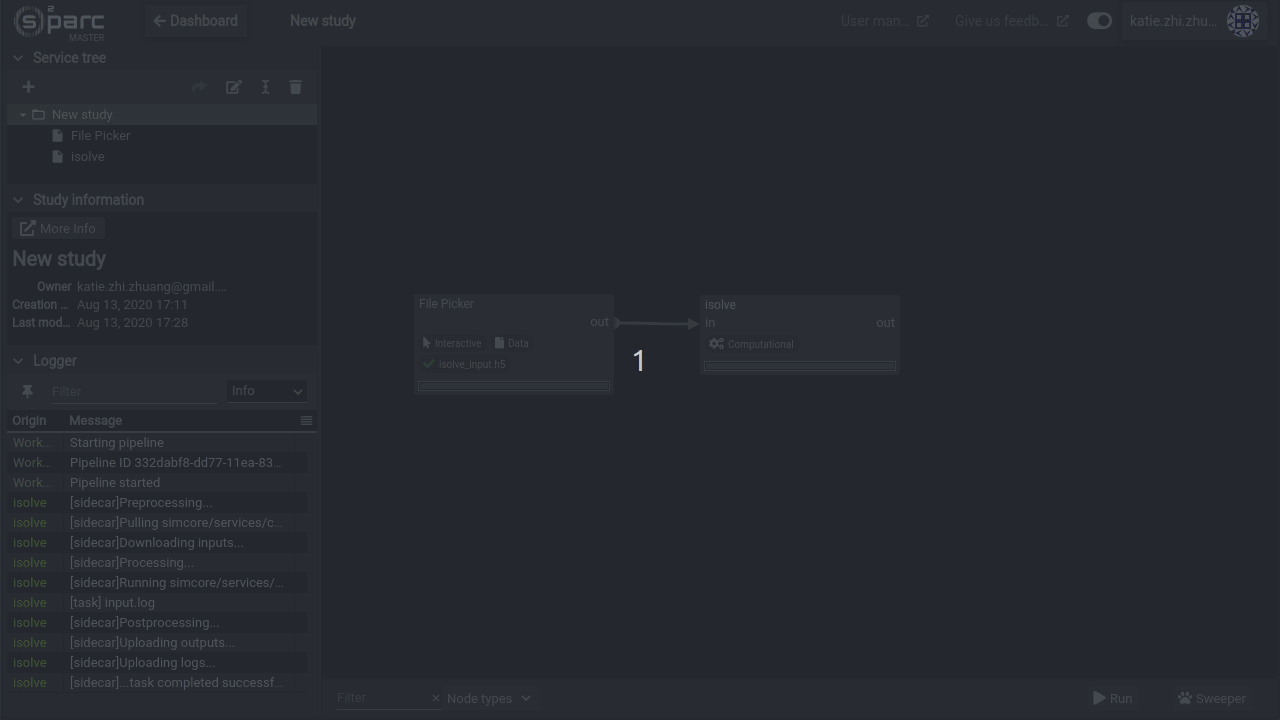 s2parc
MASTER
Dashboard
New study
User man...
Give us feedb...
katie.zhi.zhu...
Service tree
New study
File Picker
isolve
Study information
More Info
New study
Owner katie.zhi.zhuang@gmail....
Creation ... Aug 13, 2020 17:11
Last mod... Aug 13, 2020 17:28
Logger
Filter
Info
Origin Message
Work... Starting pipeline
Work... Pipeline ID 332dabf8-dd77-11ea-83...
Work... Pipeline started
isolve [sidecar]Preprocessing...
isolve [sidecar]Pulling simcore/services/c...
isolve [sidecar]Downloading inputs...
isolve [sidecar]Processing...
isolve [sidecar]Running simcore/services/...
isolve [task] input.log
isolve [sidecar]Postprocessing...
isolve [sidecar]Uploading outputs...
isolve [sidecar]Uploading logs...
isolve [sidecar]...task completed successf...
File Picker
out
Interactive Data
isolve_input.h5
1
isolve
in out
Computational
Filter
Node types
Run
Sweeper